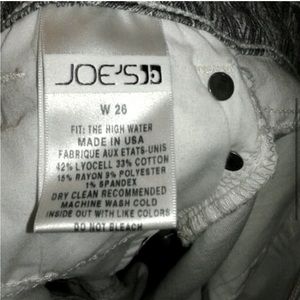 JOE'S
W 26
FIT: THE HIGH WATER
MADE IN USA
FABRIQUE AUX ETATS-UNIS
42% LYOCELL 33% COTTON
15% RAYON 9% POLYESTER
1% SPANDEX
DRY CLEAN RECOMMENDED
MACHINE WASH COLD
INSIDE OUT WITH LIKE COLORS
DO NOT BLEACH